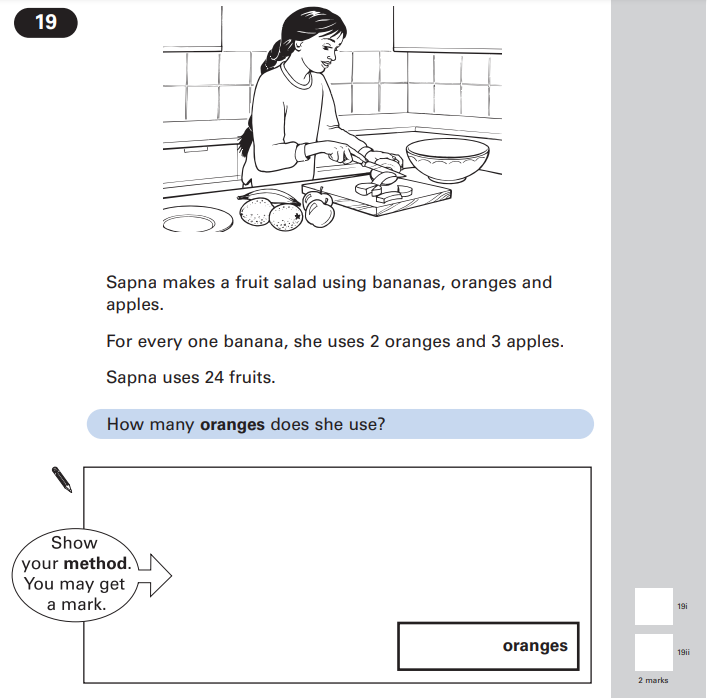 19
Sapna makes a fruit salad using bananas, oranges and
apples.
For every one banana, she uses 2 oranges and 3 apples.
Sapna uses 24 fruits.
How many oranges does she use?
Show
your method.
You may get
a mark.
oranges
19i
19ii
2 marks